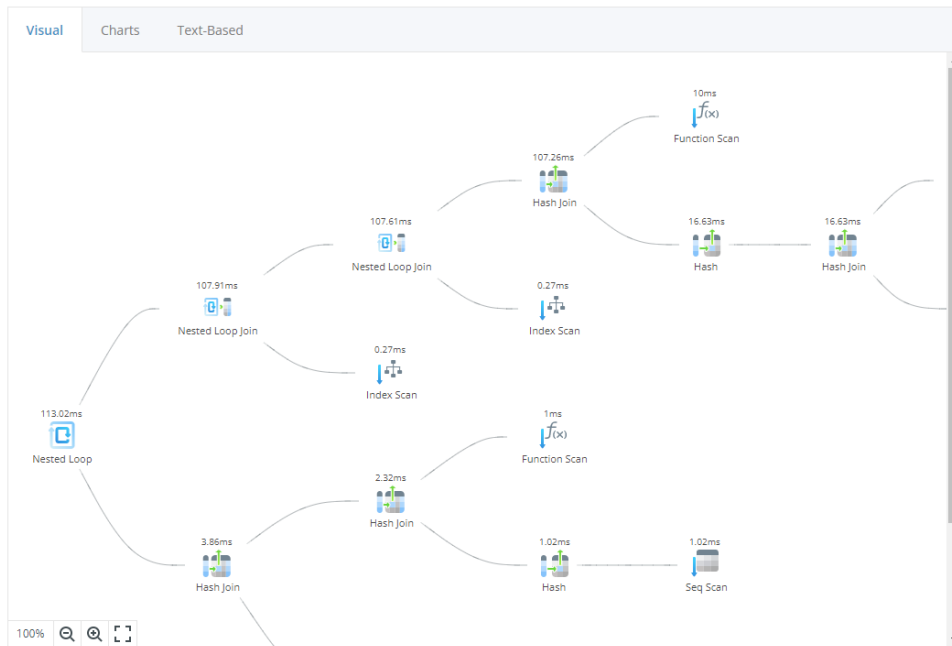 Visual
Charts
Text-Based
10ms
Function Scan
107.26ms
Hash Join
107.61ms
Nested Loop Join
16.63ms
Hash
16.63ms
Hash Join
107.91ms
Nested Loop Join
0.27ms
Index Scan
0.27ms
Index Scan
113.02ms
Nested Loop
1ms
Function Scan
2.32ms
Hash Join
3.86ms
Hash Join
1.02ms
Hash
1.02ms
Seq Scan
100%